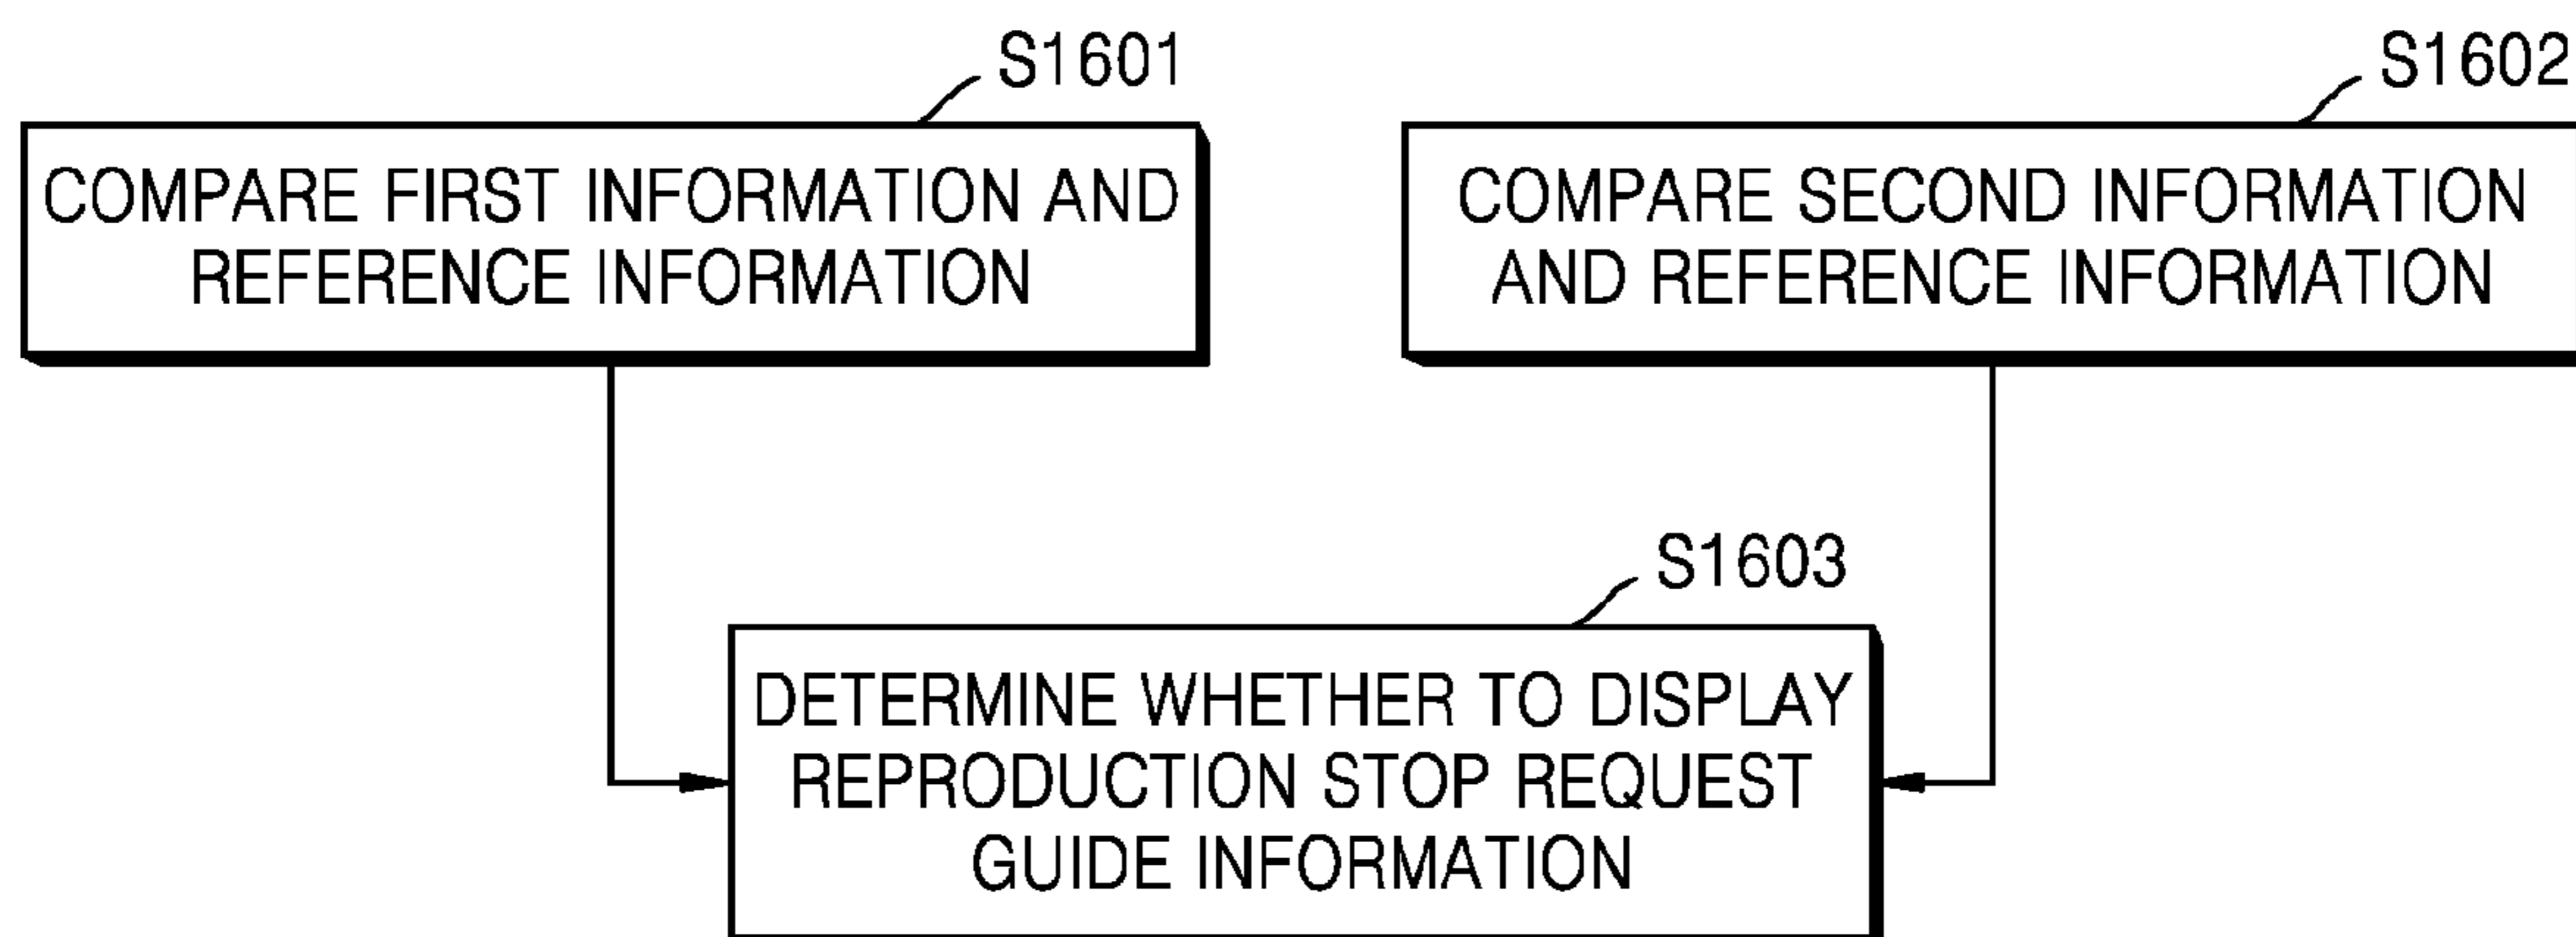 S1601
COMPARE FIRST INFORMATION AND
REFERENCE INFORMATION
S1602
COMPARE SECOND INFORMATION
AND REFERENCE INFORMATION
S1603
DETERMINE WHETHER TO DISPLAY
REPRODUCTION STOP REQUEST
GUIDE INFORMATION